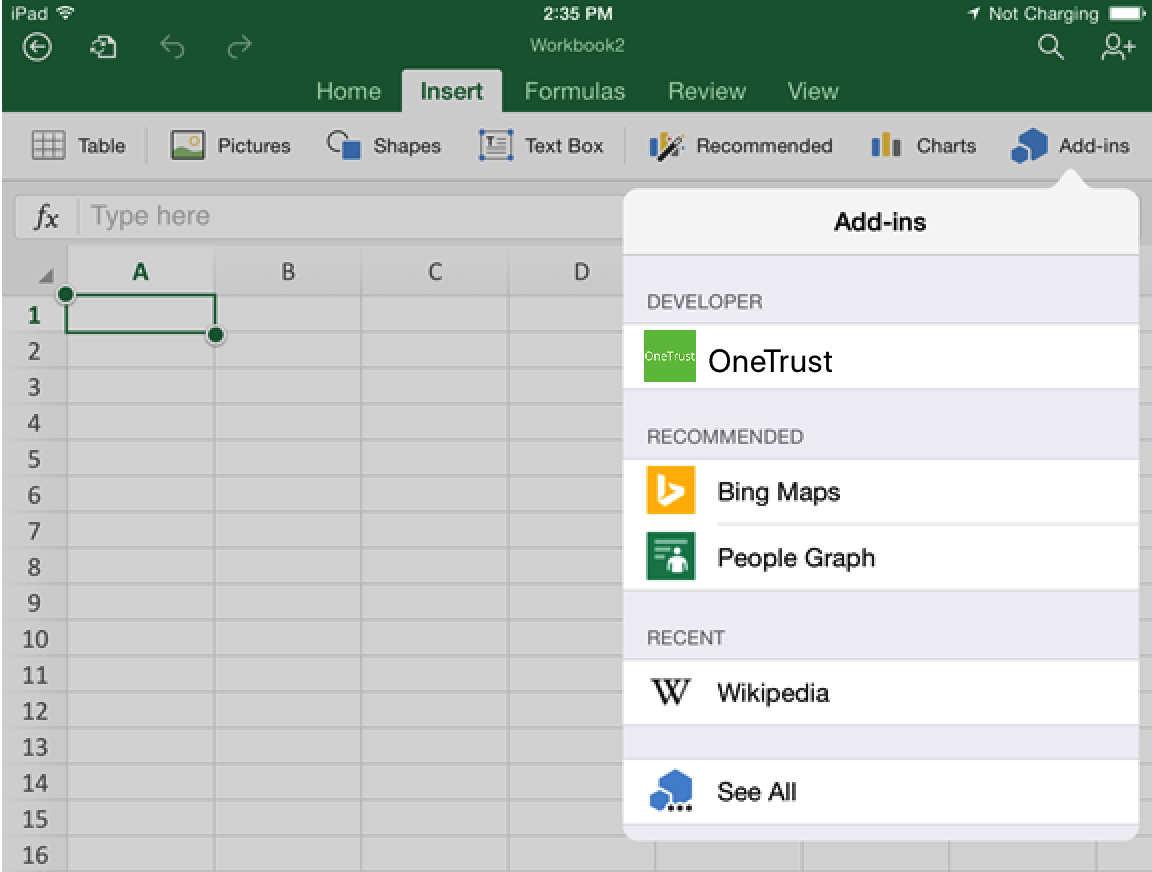 iPad 2:35 PM Not Charging
Workbook2
Home Insert Formulas Review View
Table Pictures Shapes Text Box Recommended Charts Add-ins
fx Type here
Add-ins
A B C D
DEVELOPER
OneTrust OneTrust
RECOMMENDED
Bing Maps
People Graph
RECENT
W Wikipedia
See All
1
2
3
4
5
6
7
8
9
10
11
12
13
14
15
16